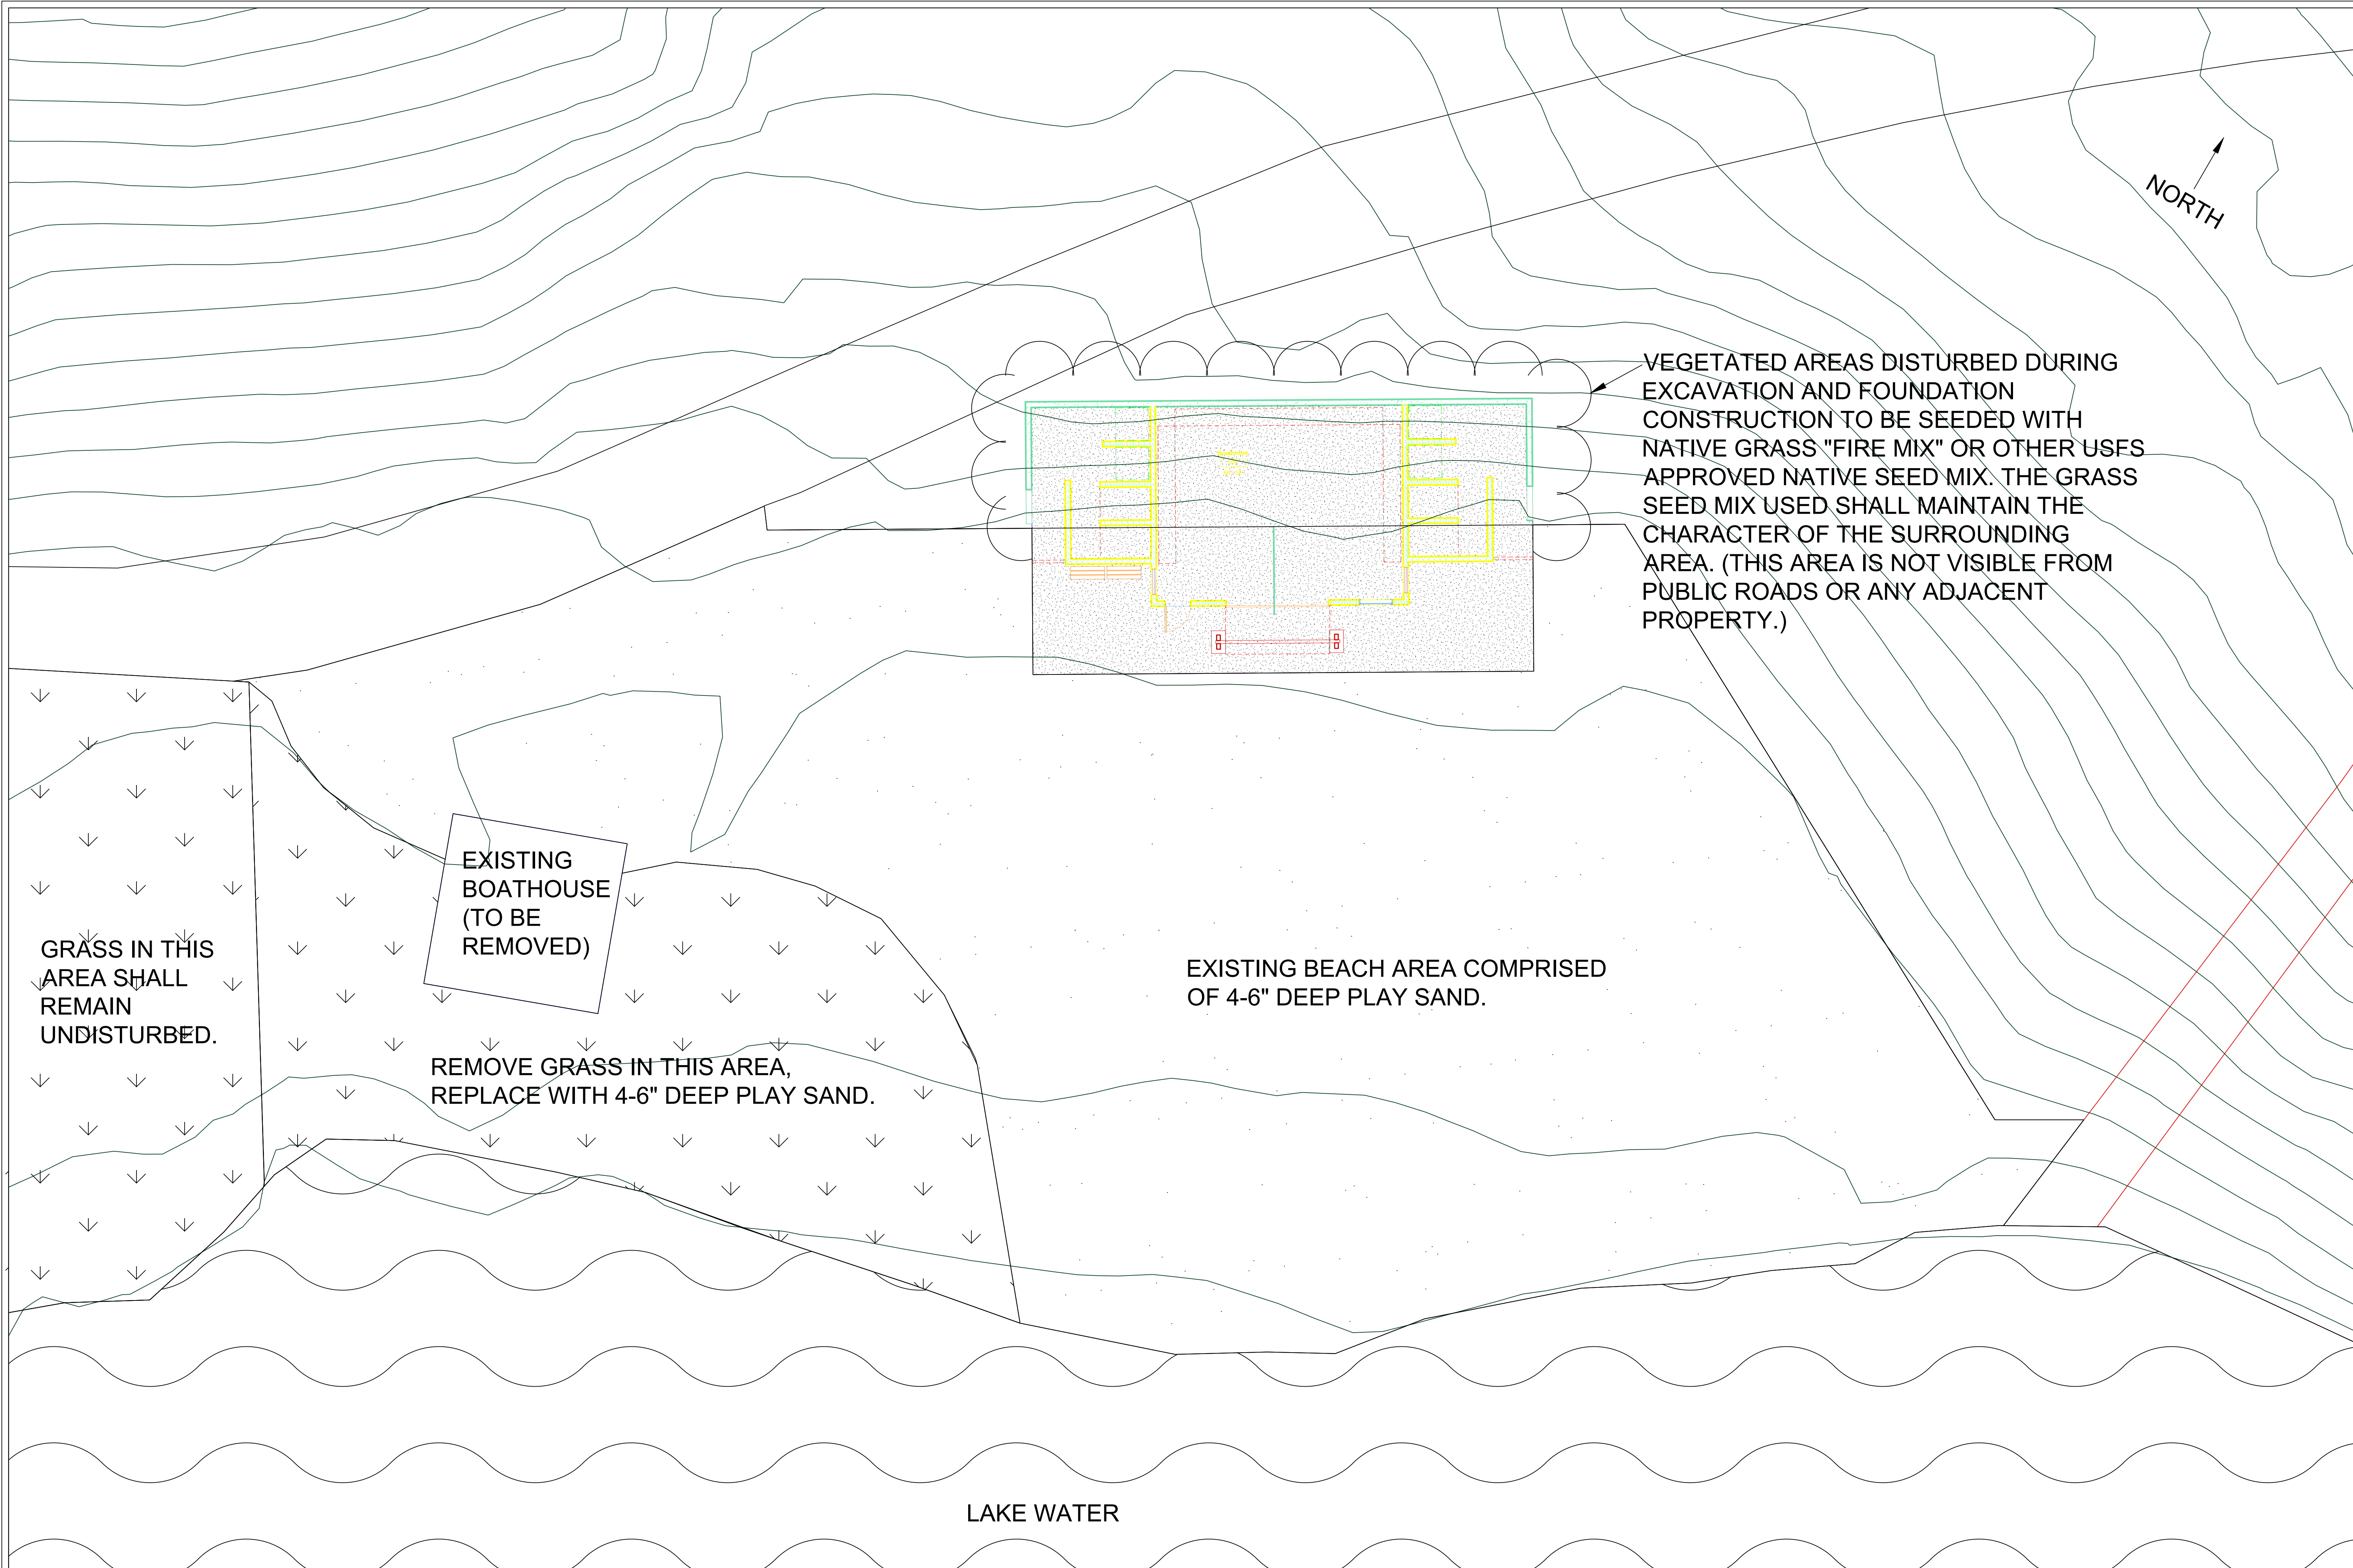 NORTH
VEGETATED AREAS DISTURBED DURING
EXCAVATION AND FOUNDATION
CONSTRUCTION TO BE SEEDED WITH
NATIVE GRASS "FIRE MIX" OR OTHER USFS
APPROVED NATIVE SEED MIX. THE GRASS
SEED MIX USED SHALL MAINTAIN THE
CHARACTER OF THE SURROUNDING
AREA. (THIS AREA IS NOT VISIBLE FROM
PUBLIC ROADS OR ANY ADJACENT
PROPERTY.)
EXISTING
BOATHOUSE
(TO BE
REMOVED)
GRASS IN THIS
AREA SHALL
REMAIN
UNDISTURBED.
REMOVE GRASS IN THIS AREA,
REPLACE WITH 4-6" DEEP PLAY SAND.
EXISTING BEACH AREA COMPRISED
OF 4-6" DEEP PLAY SAND.
LAKE WATER